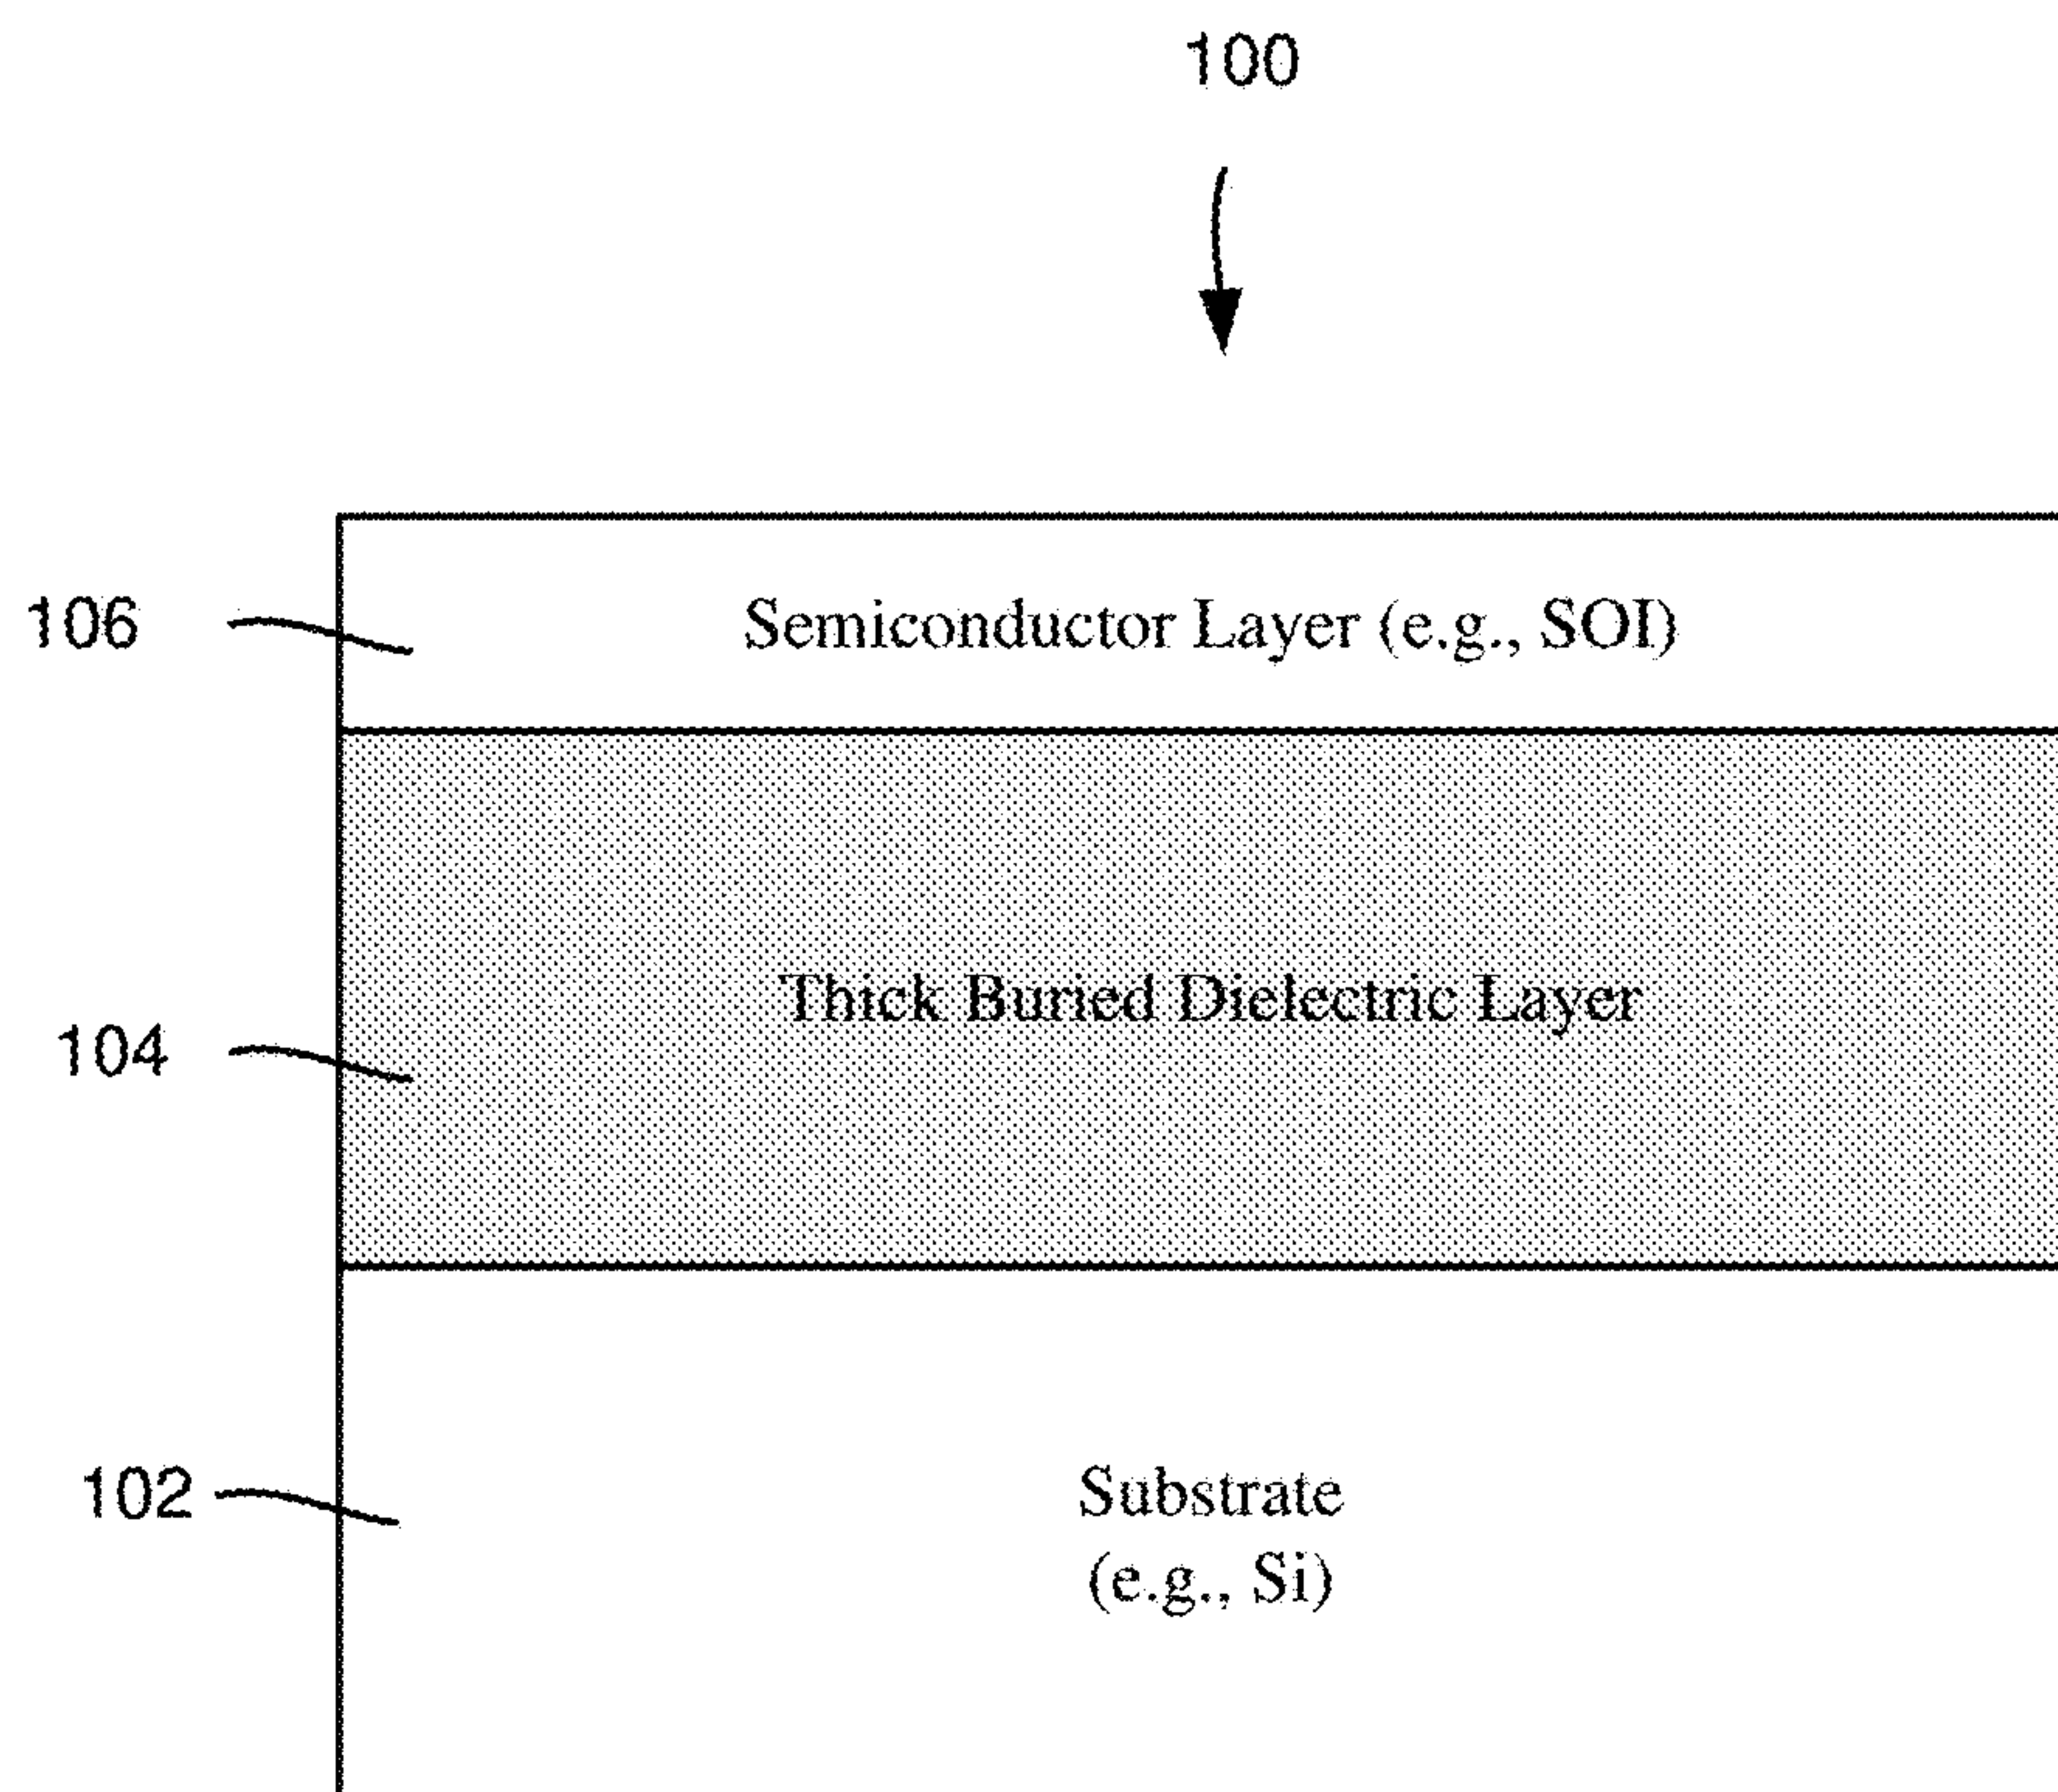 100
106
Semiconductor Layer (e.g., SOI)
Thick Buried Dielectric Layer
104
102
Substrate
(e.g., Si)